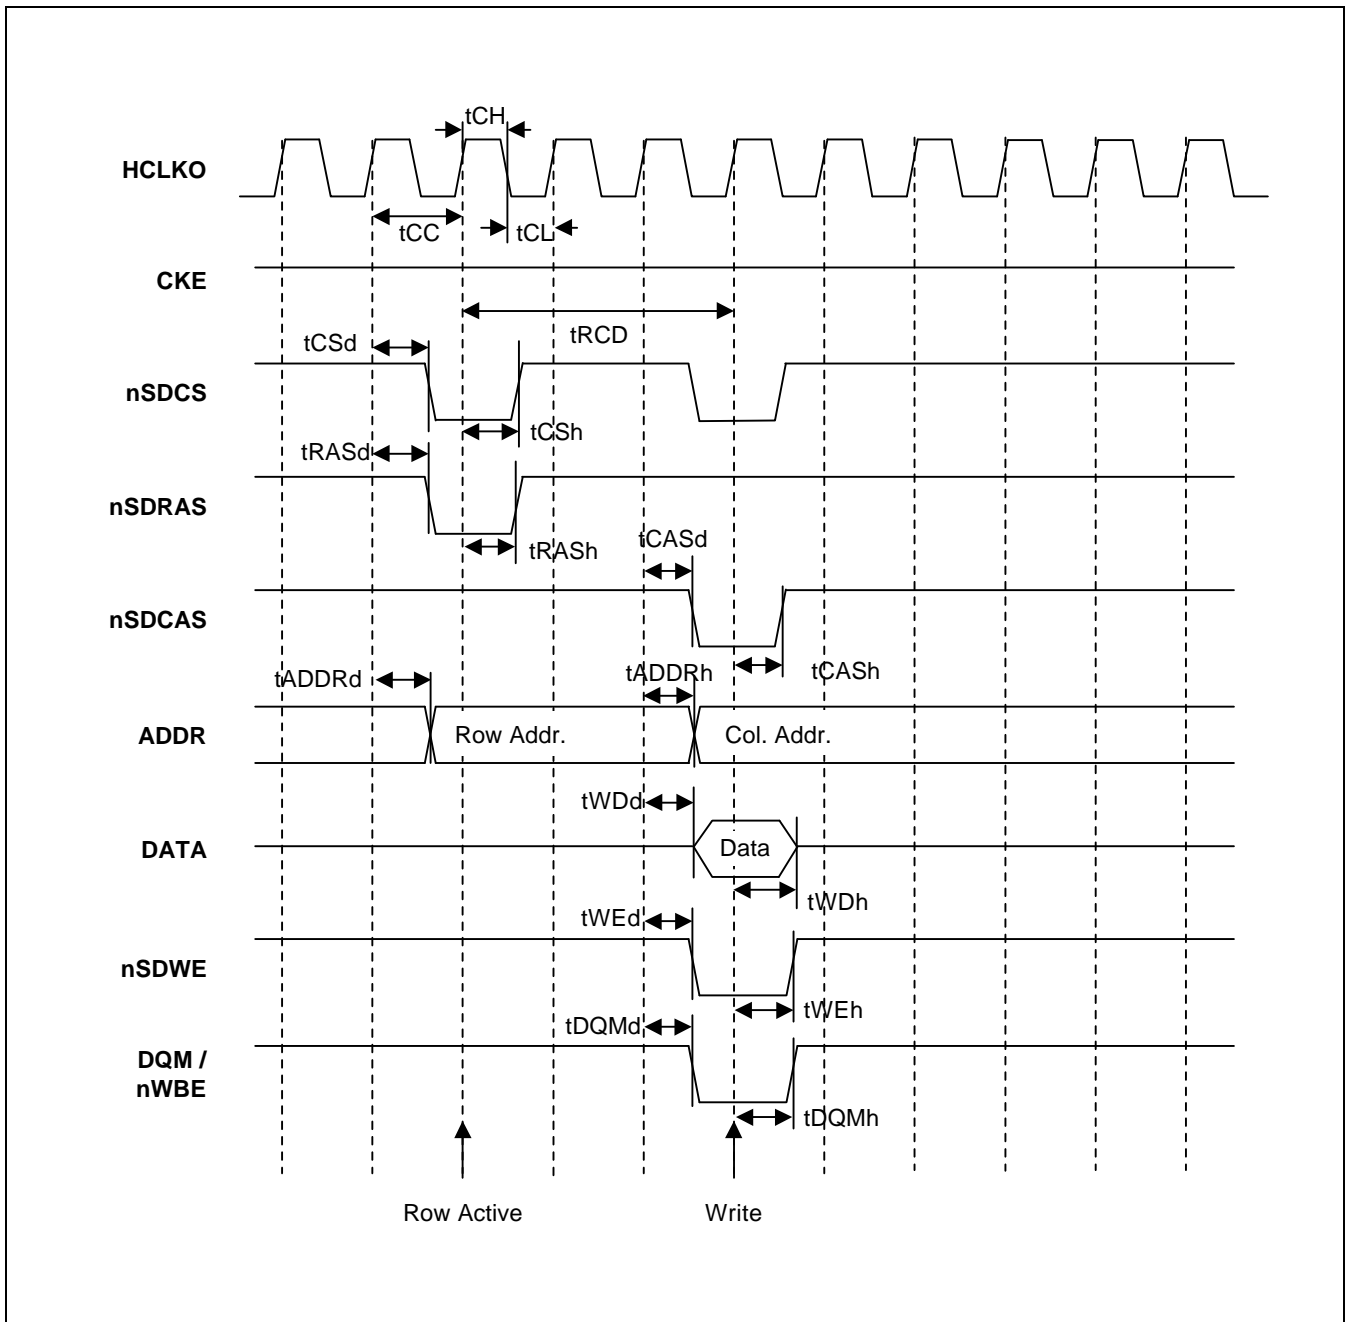 tCH
HCLKO
tCC
tCL
CKE
tRCD
tCSd
nSDCS
tCSh
tRASd
nSDRAS
tRASh
tCASd
nSDCAS
tCASh
tADDRd
tADDRh
ADDR
Row Addr.
Col. Addr.
tWDd
DATA
Data
tWDh
tWEd
nSDWE
tWEh
tDQMd
DQM /
nWBE
tDQMh
Row Active
Write